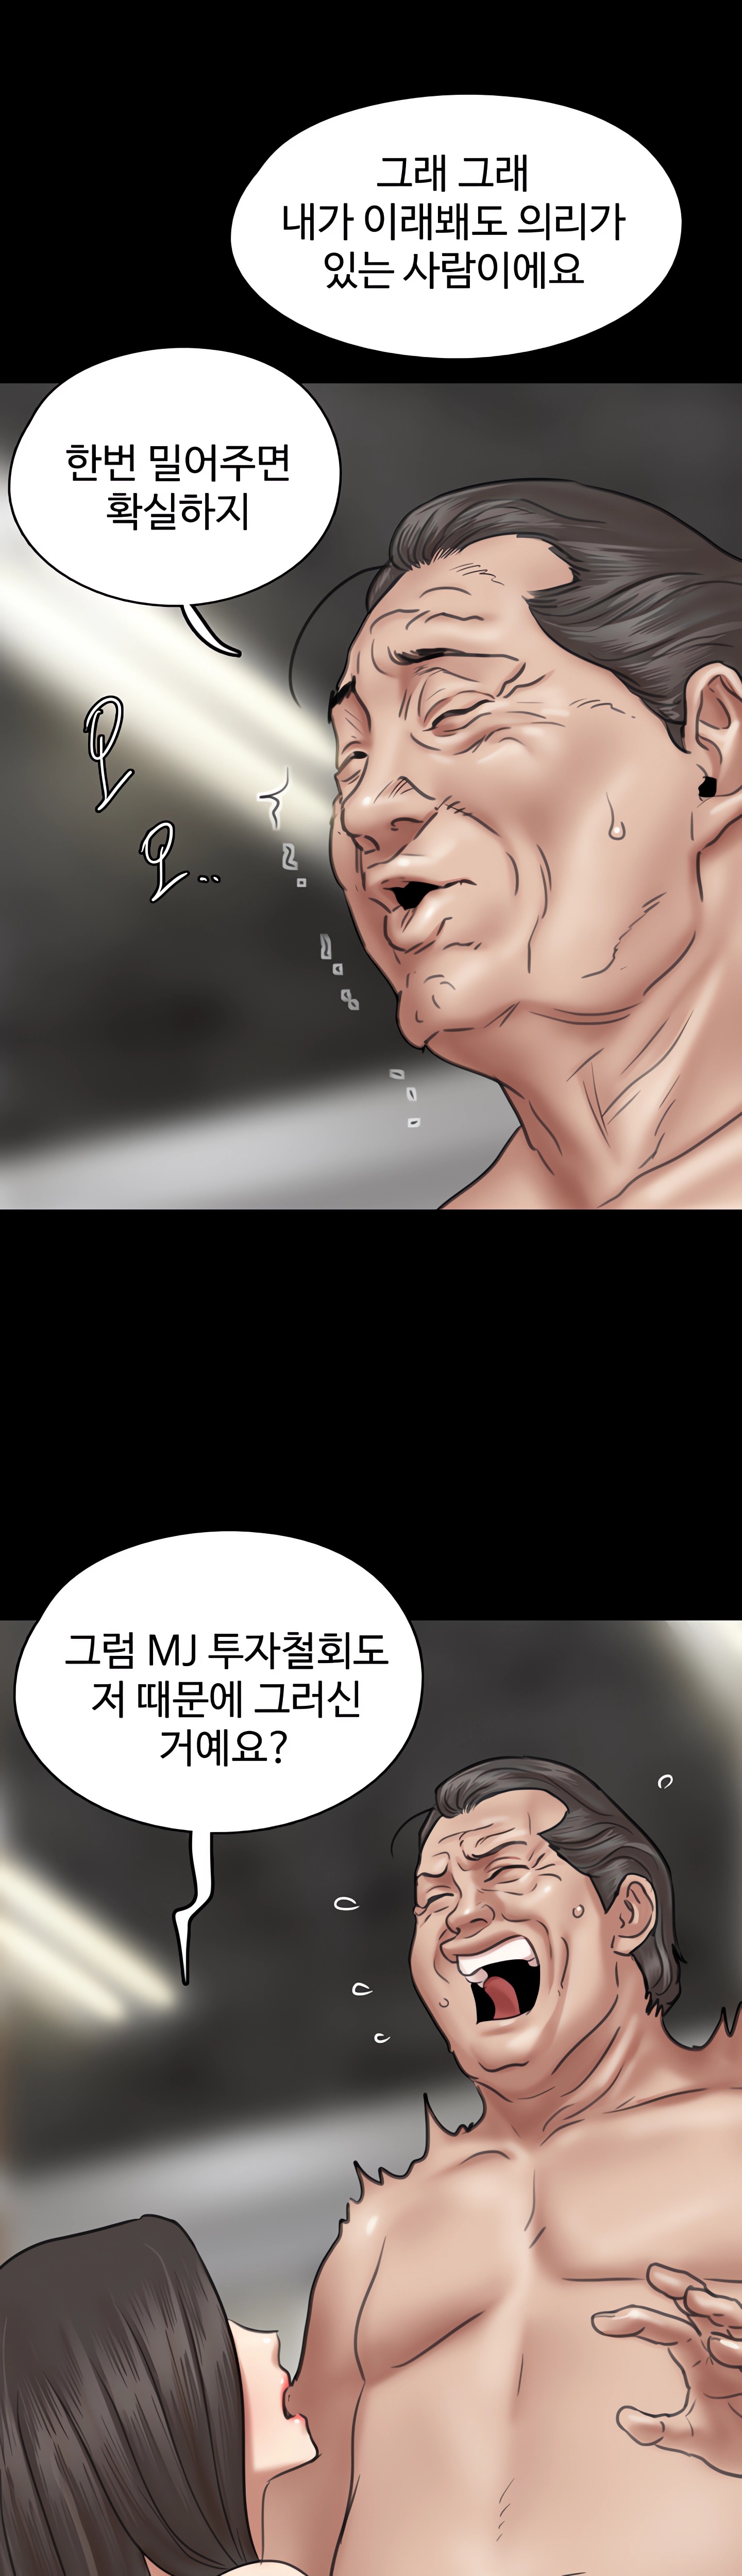 그래 그래
내가 이래봬도 의리가
있는 사람이에요
한번 밀어주면
확실하지
오
오..
그럼 MJ 투자철회도
저 때문에 그러신
거예요?